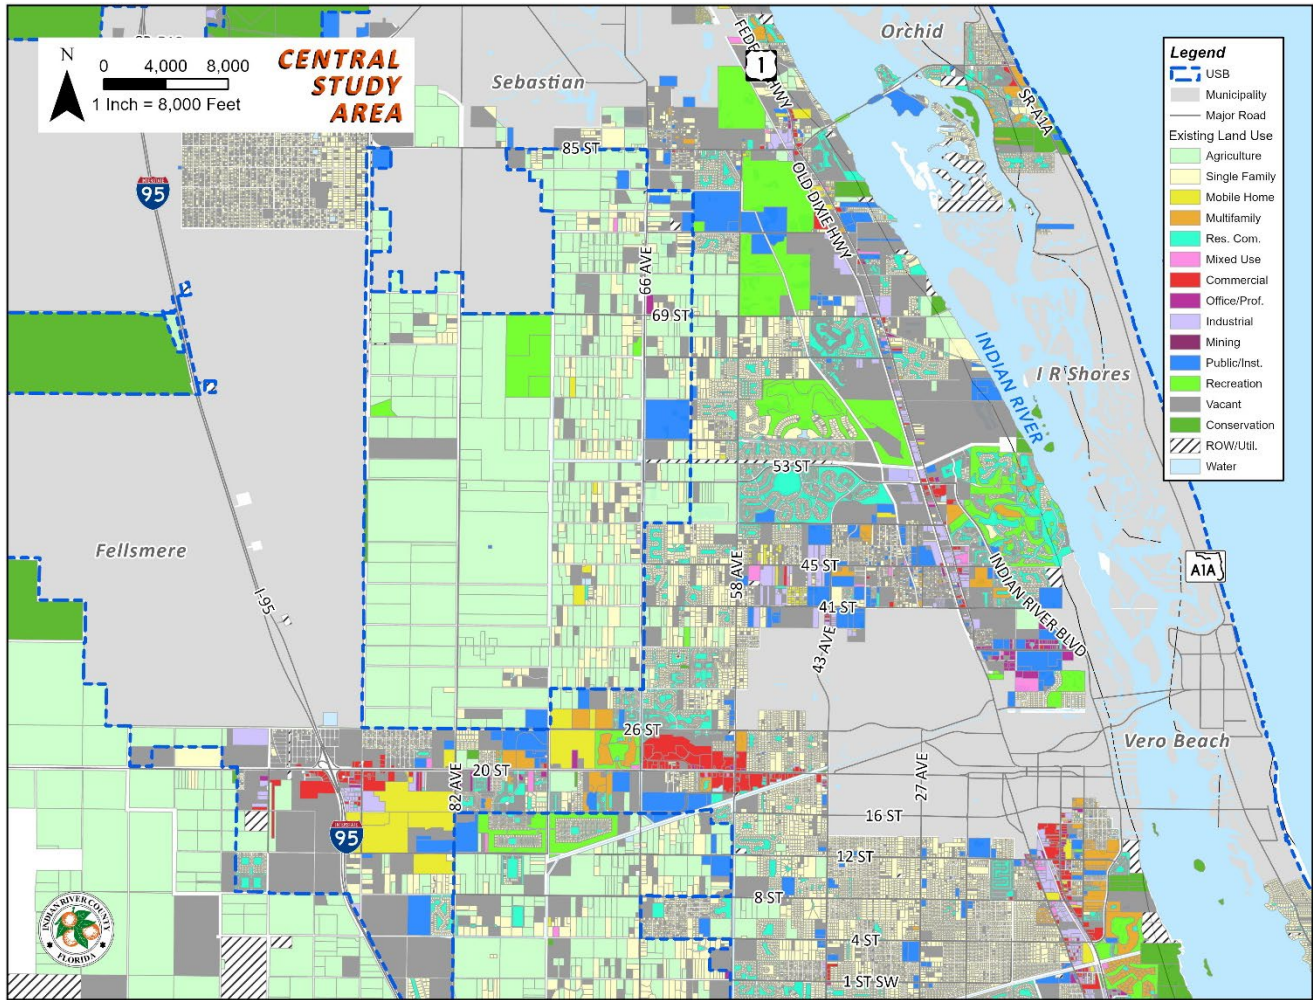 N
0 4,000 8,000
1 Inch = 8,000 Feet
CENTRAL
STUDY
AREA
Sebastian
Orchid
FEDE
HWY
1
SR-A1A
Legend
USB
Municipality
Major Road
Existing Land Use
Agriculture
Single Family
Mobile Home
Multifamily
Res. Com.
Mixed Use
Commercial
Office/Prof.
Industrial
Mining
Public/Inst.
Recreation
Vacant
Conservation
ROW/Util.
Water
85 ST
INTERSTATE
95
OLD DIXIE HWY
66 AVE
69 ST
INDIAN RIVER
I R Shores
53 ST
Fellsmere
I-95
58 AVE
45 ST
41 ST
INDIAN RIVER BLVD
A1A
43 AVE
26 ST
Vero Beach
20 ST
82 AVE
27 AVE
16 ST
INTERSTATE
95
12 ST
8 ST
4 ST
1 ST SW
INDIAN RIVER COUNTY
FLORIDA